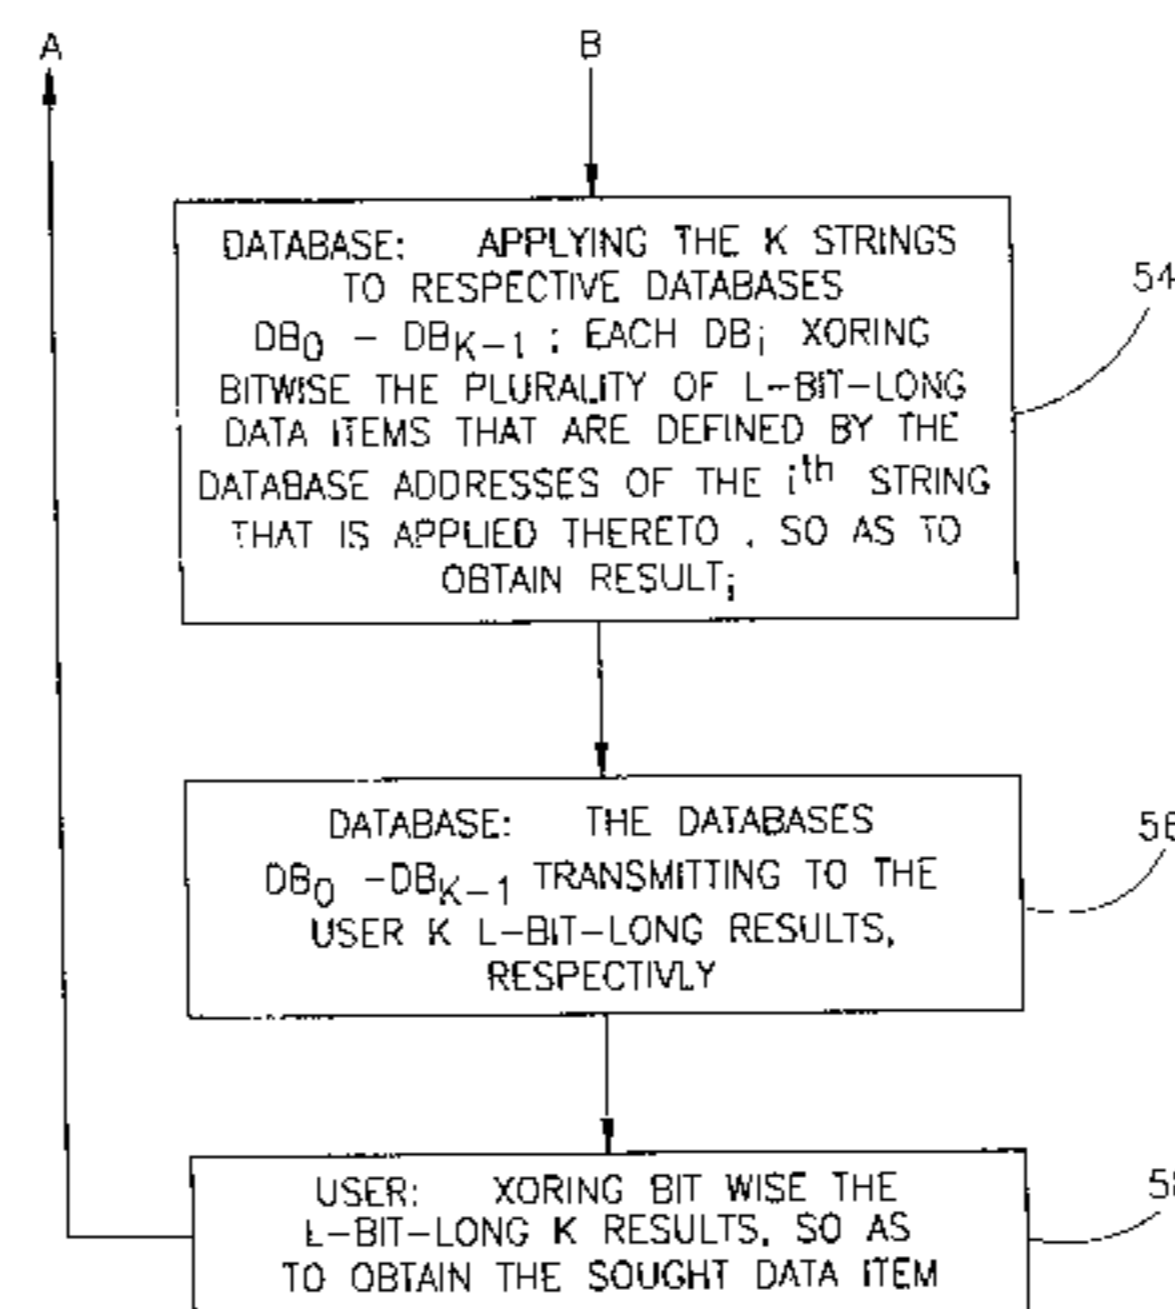 A
B
DATABASE: APPLYING THE K STRINGS
TO RESPECTIVE DATABASES
DB0 – DBK–1 ; EACH DBi XORING
BITWISE THE PLURALITY OF L–BIT–LONG
DATA ITEMS THAT ARE DEFINED BY THE
DATABASE ADDRESSES OF THE ith STRING
THAT IS APPLIED THERETO , SO AS TO
OBTAIN RESULTi
54
DATABASE: THE DATABASES
DB0 –DBK–1 TRANSMITTING TO THE
USER K L–BIT–LONG RESULTS,
RESPECTIVLY
USER: XORING BIT WISE THE
L–BIT–LONG K RESULTS, SO AS
TO OBTAIN THE SOUGHT DATA ITEM